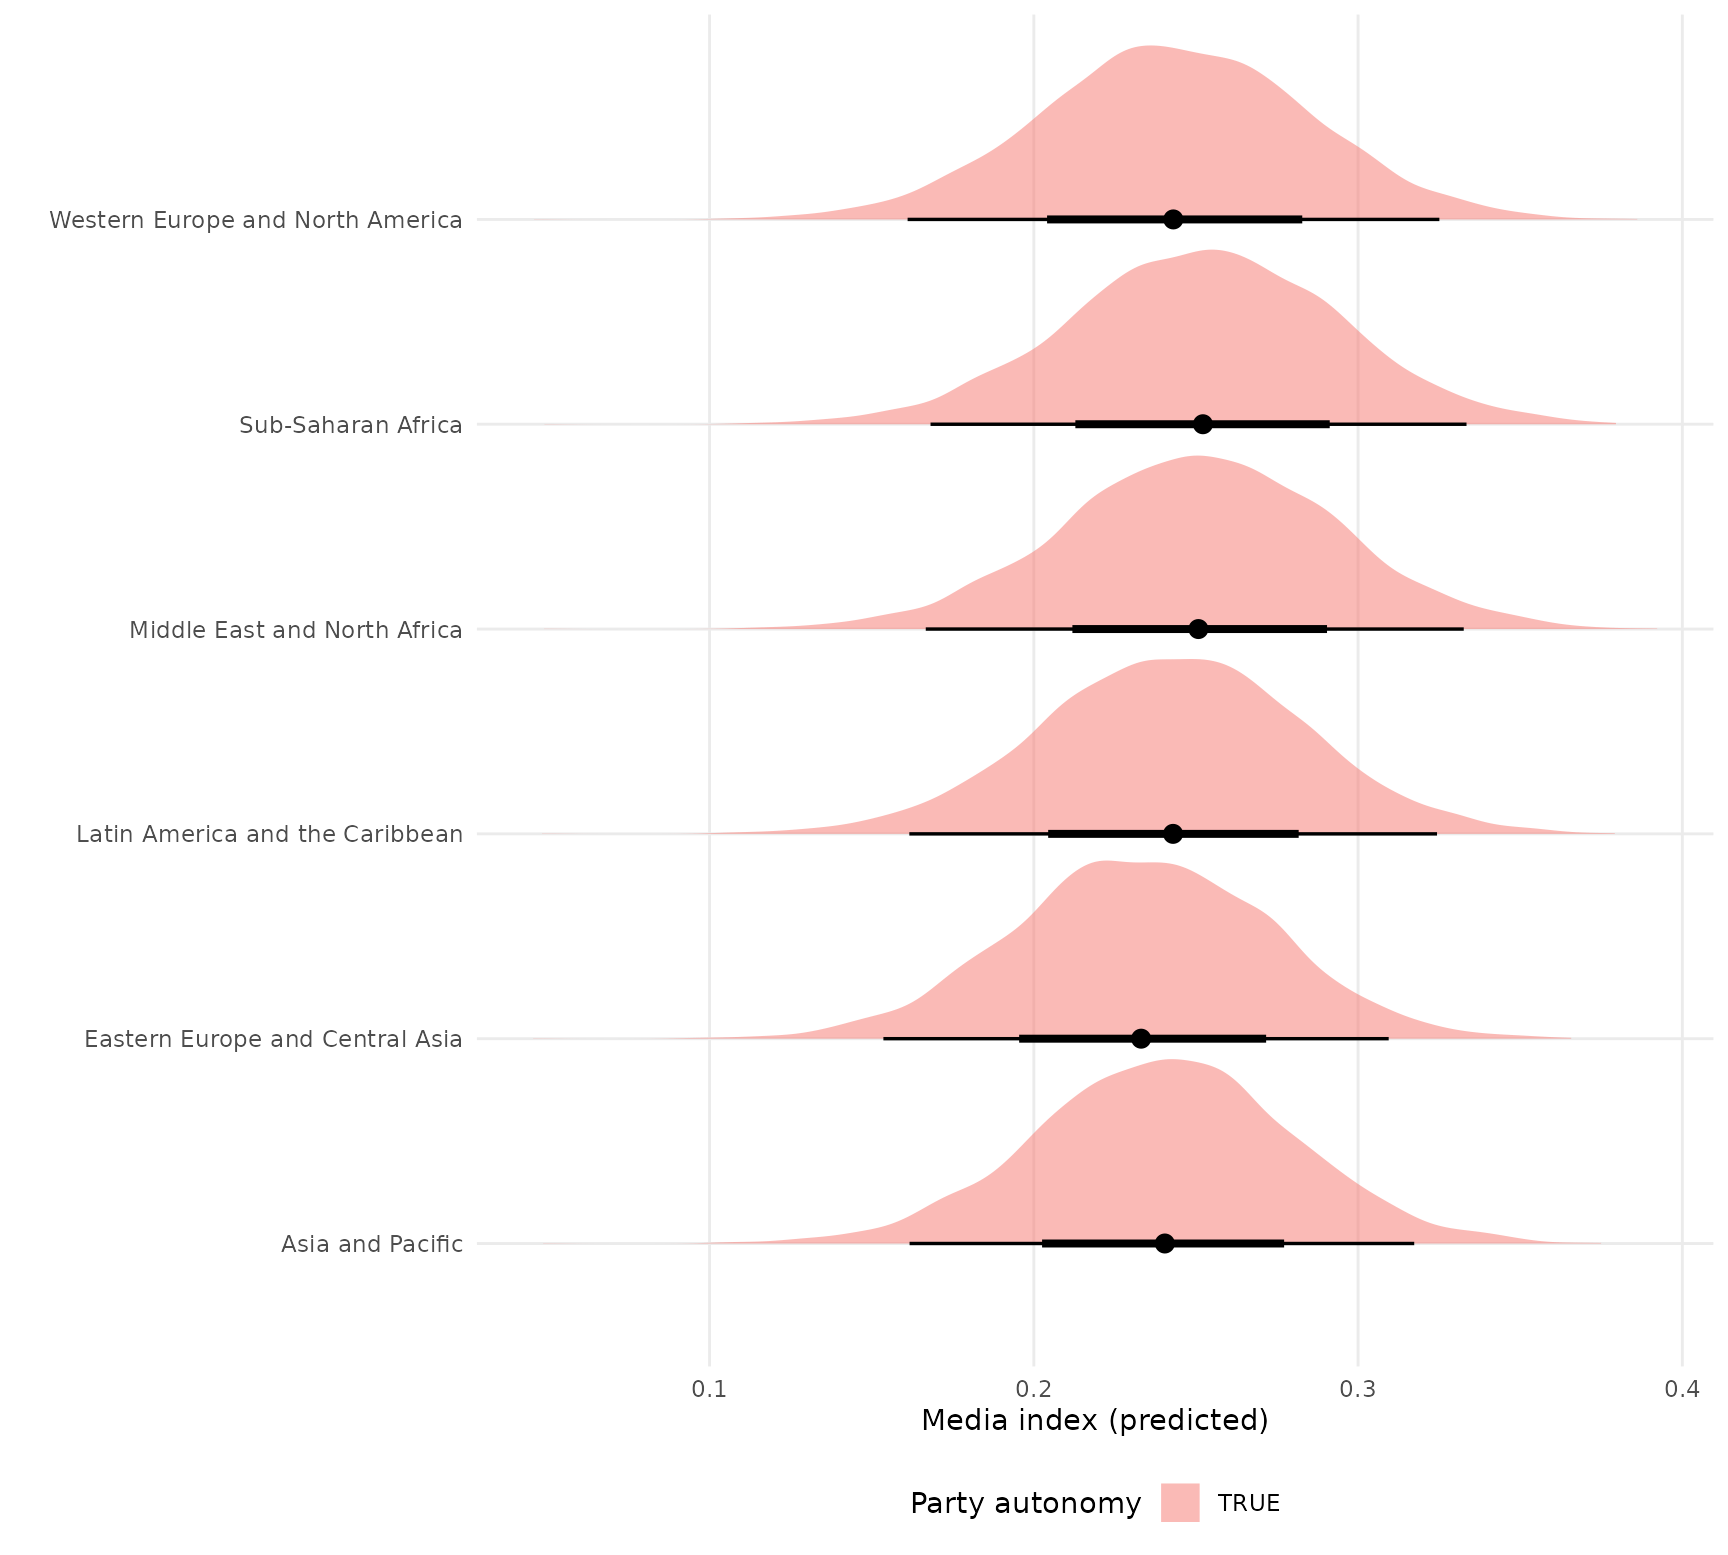 Western Europe and North America
Sub-Saharan Africa
Middle East and North Africa
Latin America and the Caribbean
Eastern Europe and Central Asia
Asia and Pacific
0.1 0.2 0.3 0.4
Media index (predicted)
Party autonomy TRUE